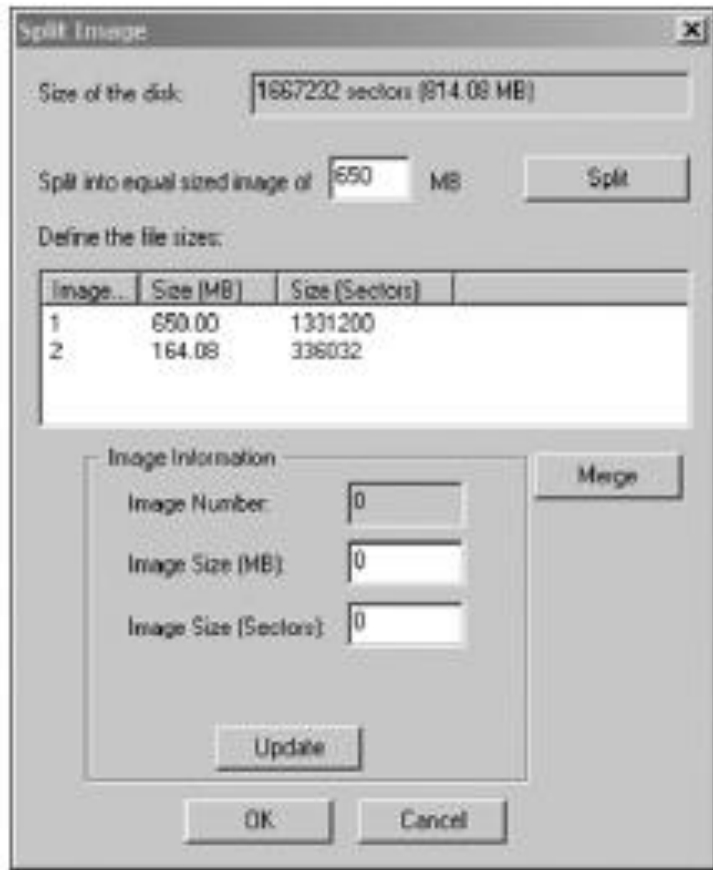 Split Image
Size of the disk: 1667232 sectors (814.08 MB)
Split into equal sized image of 650 MB Split
Define the file sizes:
Image... Size (MB) Size (Sectors)
1 650.00 1331200
2 164.08 336032
Image Information
Merge
Image Number: 0
Image Size (MB): 0
Image Size (Sectors): 0
Update
OK Cancel